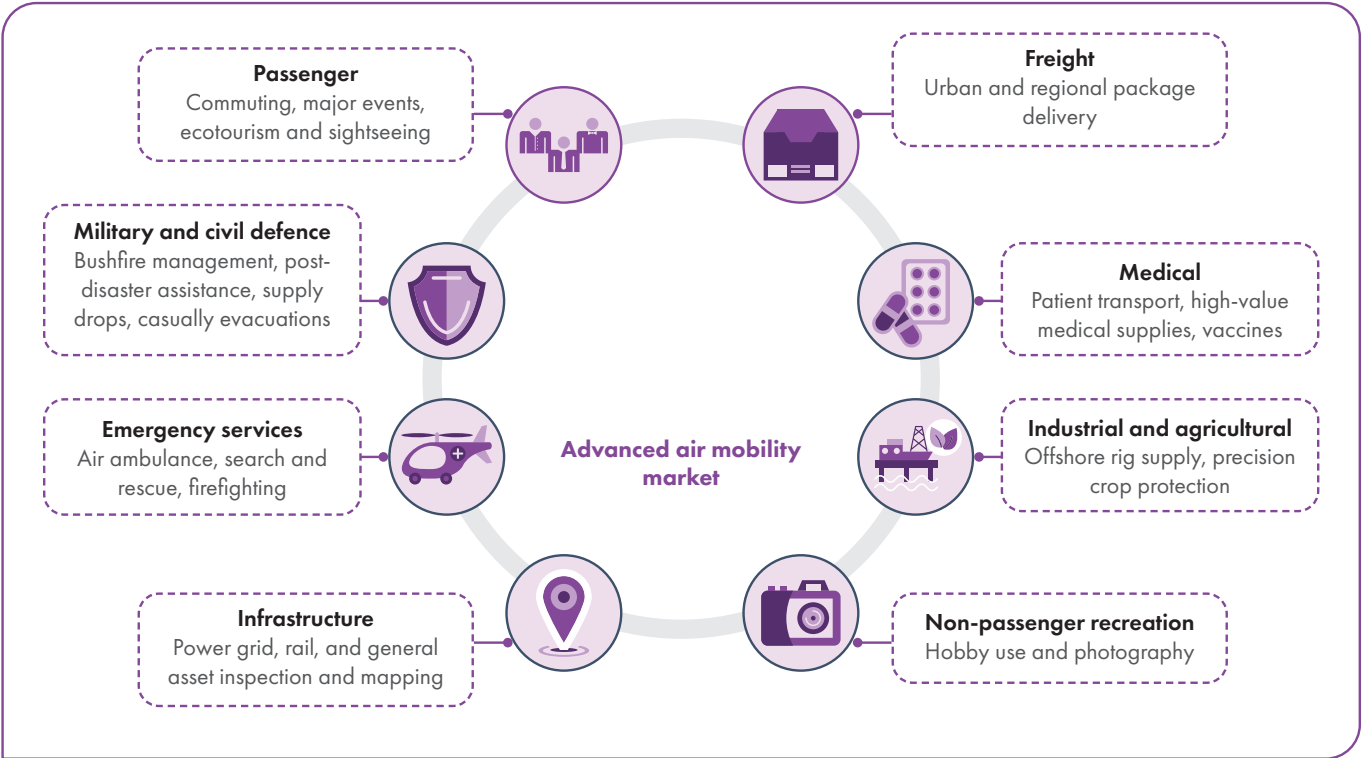 Passenger
Commuting, major events,
ecotourism and sightseeing
Freight
Urban and regional package
delivery
Military and civil defence
Bushfire management, post-
disaster assistance, supply
drops, casually evacuations
Medical
Patient transport, high-value
medical supplies, vaccines
Emergency services
Air ambulance, search and
rescue, firefighting
Advanced air mobility
market
Industrial and agricultural
Offshore rig supply, precision
crop protection
Infrastructure
Power grid, rail, and general
asset inspection and mapping
Non-passenger recreation
Hobby use and photography